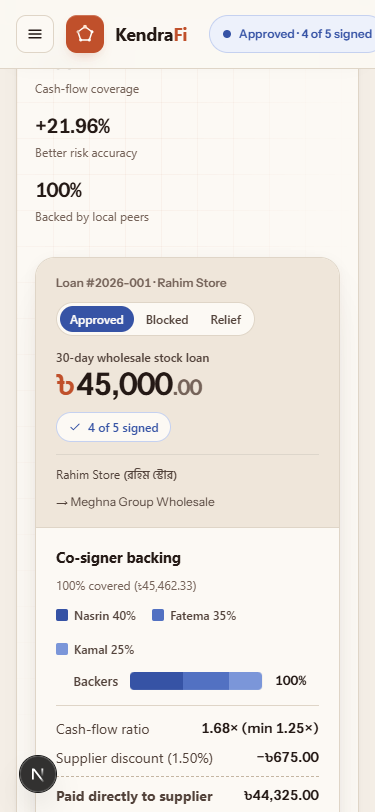 KendraFi
Approved · 4 of 5 signed
Cash-flow coverage
+21.96%
Better risk accuracy
100%
Backed by local peers
Loan #2026-001 · Rahim Store
Approved Blocked Relief
30-day wholesale stock loan
৳45,000.00
✓ 4 of 5 signed
Rahim Store (রহিম স্টোর)
→ Meghna Group Wholesale
Co-signer backing
100% covered (৳45,462.33)
Nasrin 40% Fatema 35%
Kamal 25%
Backers 100%
Cash-flow ratio 1.68× (min 1.25×)
Supplier discount (1.50%) −৳675.00
Paid directly to supplier ৳44,325.00
N